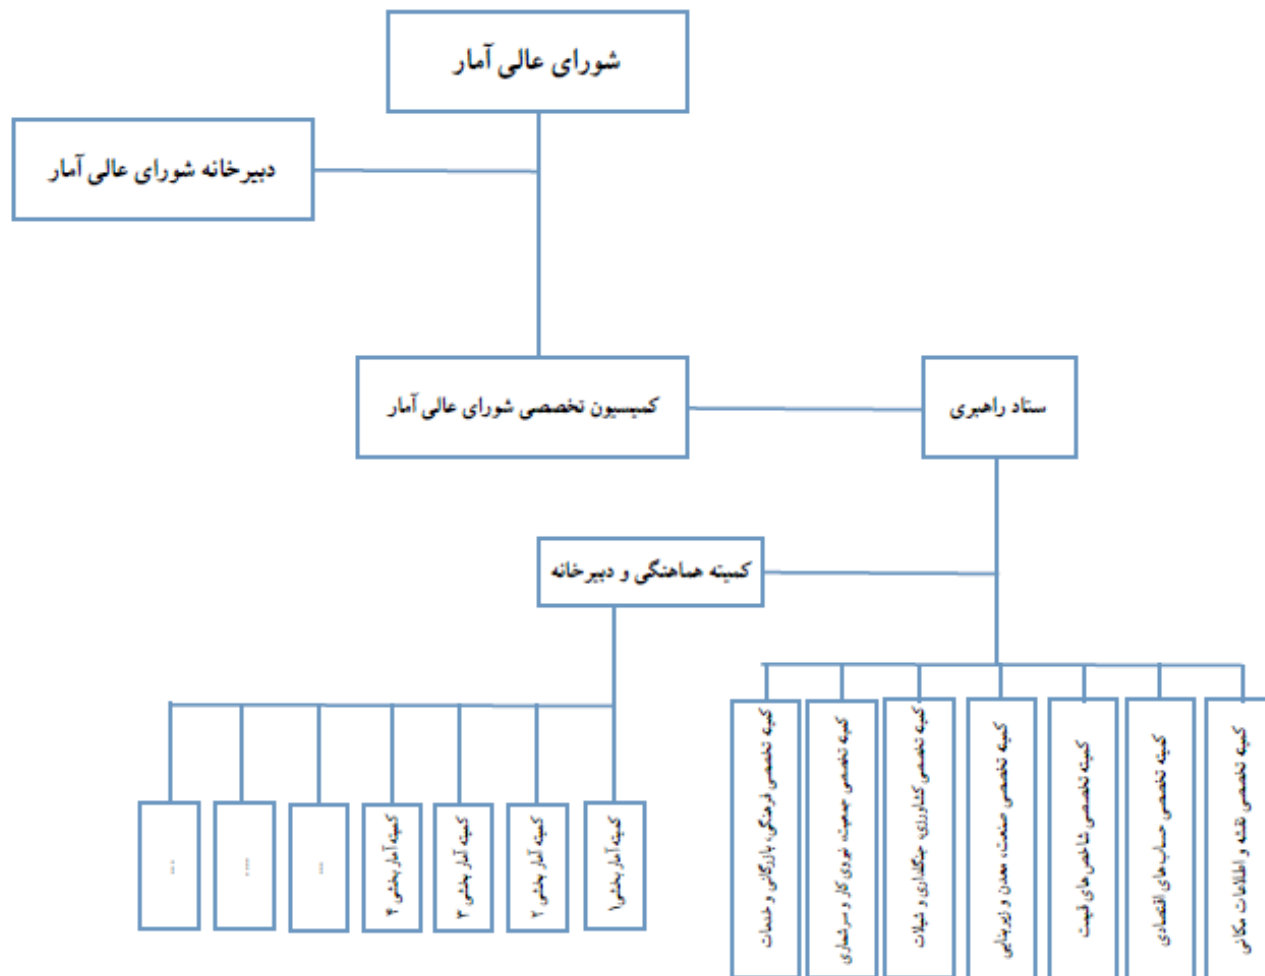 شورای عالی آمار
دبیرخانه شورای عالی آمار
کمیسیون تخصصی شورای عالی آمار
ستاد راهبری
کمیته هماهنگی و دبیرخانه
کمیته تخصصی نقشه و اطلاعات مکانی
کمیته تخصصی حساب‌های اقتصادی
کمیته تخصصی شاخص‌های قیمت
کمیته تخصصی صنعت، معدن و زیربنایی
کمیته تخصصی کشاورزی، جنگلداری و شیلات
کمیته تخصصی جمعیت، نیروی کار و سرشماری
کمیته تخصصی فرهنگی، بازرگانی و خدمات
کمیته آمار بخشی۱
کمیته آمار بخشی ۲
کمیته آمار بخشی ۳
کمیته آمار بخشی ۴
...
...
...